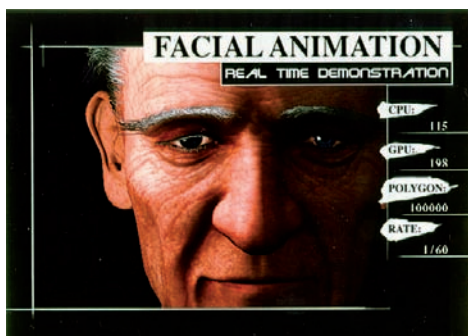 FACIAL ANIMATION
REAL TIME DEMONSTRATION
CPU:
115
GPU:
198
POLYGON:
100000
RATE:
1/60